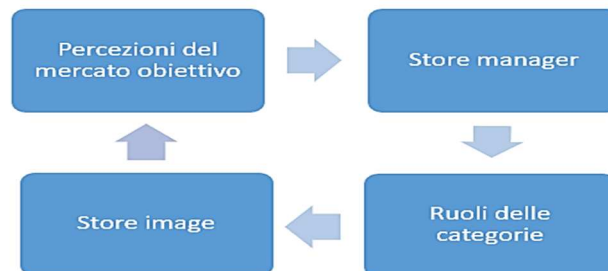 Percezioni del
mercato obiettivo
Store manager
Store image
Ruoli delle
categorie